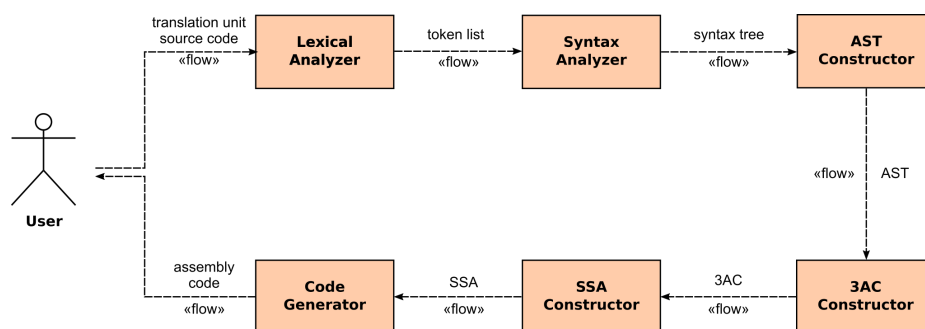 translation unit
source code
«flow»
Lexical
Analyzer
token list
«flow»
Syntax
Analyzer
syntax tree
«flow»
AST
Constructor
«flow» AST
User
assembly
code
«flow»
Code
Generator
SSA
«flow»
SSA
Constructor
3AC
«flow»
3AC
Constructor